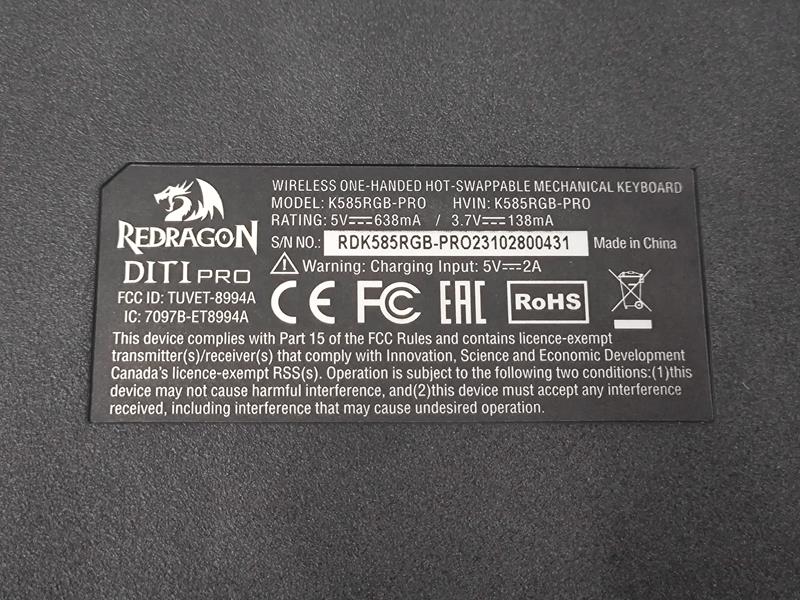 WIRELESS ONE-HANDED HOT-SWAPPABLE MECHANICAL KEYBOARD
MODEL: K585RGB-PRO HVIN: K585RGB-PRO
RATING: 5V⎓638mA / 3.7V⎓138mA
REDRAGON
S/N NO.: RDK585RGB-PRO23102800431 Made in China
DITI PRO
Warning: Charging Input: 5V⎓2A
FCC ID: TUVET-8994A
IC: 7097B-ET8994A
CE FC EAC RoHS
This device complies with Part 15 of the FCC Rules and contains licence-exempt
transmitter(s)/receiver(s) that comply with Innovation, Science and Economic Development
Canada's licence-exempt RSS(s). Operation is subject to the following two conditions:(1)this
device may not cause harmful interference, and(2)this device must accept any interference
received, including interference that may cause undesired operation.